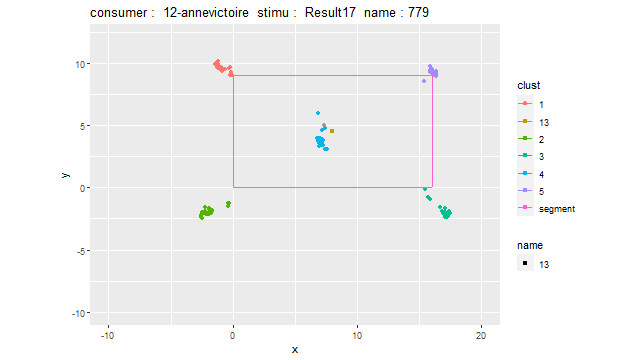 consumer : 12-annevictoire stimu : Result17 name : 779
10
5
0
-5
-10
y
-10
0
10
20
x
clust
1
13
2
3
4
5
segment
name
13